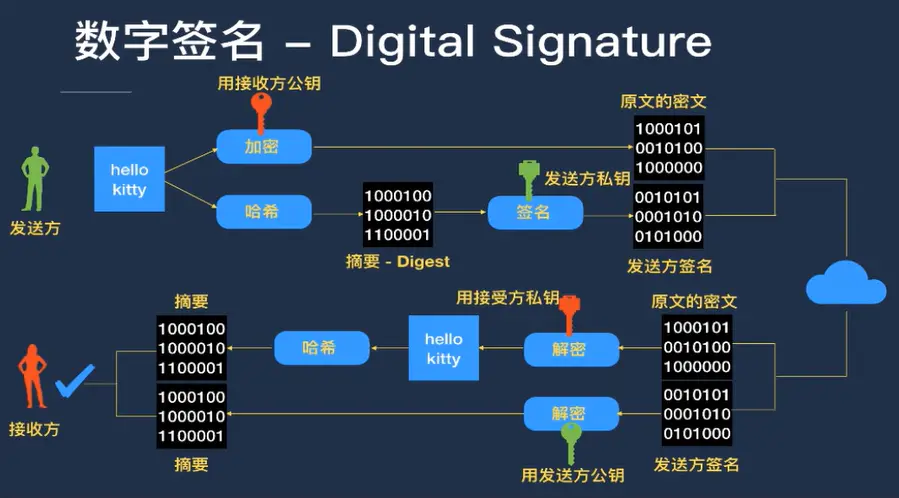 数字签名 – Digital Signature
用接收方公钥
原文的密文
加密
1000101
0010100
1000000
hello
kitty
发送方
哈希
1000100
1000010
1100001
摘要 - Digest
发送方私钥
签名
0010101
0001010
0101000
发送方签名
摘要
1000100
1000010
1100001
哈希
hello
kitty
用接受方私钥
解密
原文的密文
1000101
0010100
1000000
接收方
1000100
1000010
1100001
摘要
解密
用发送方公钥
0010101
0001010
0101000
发送方签名